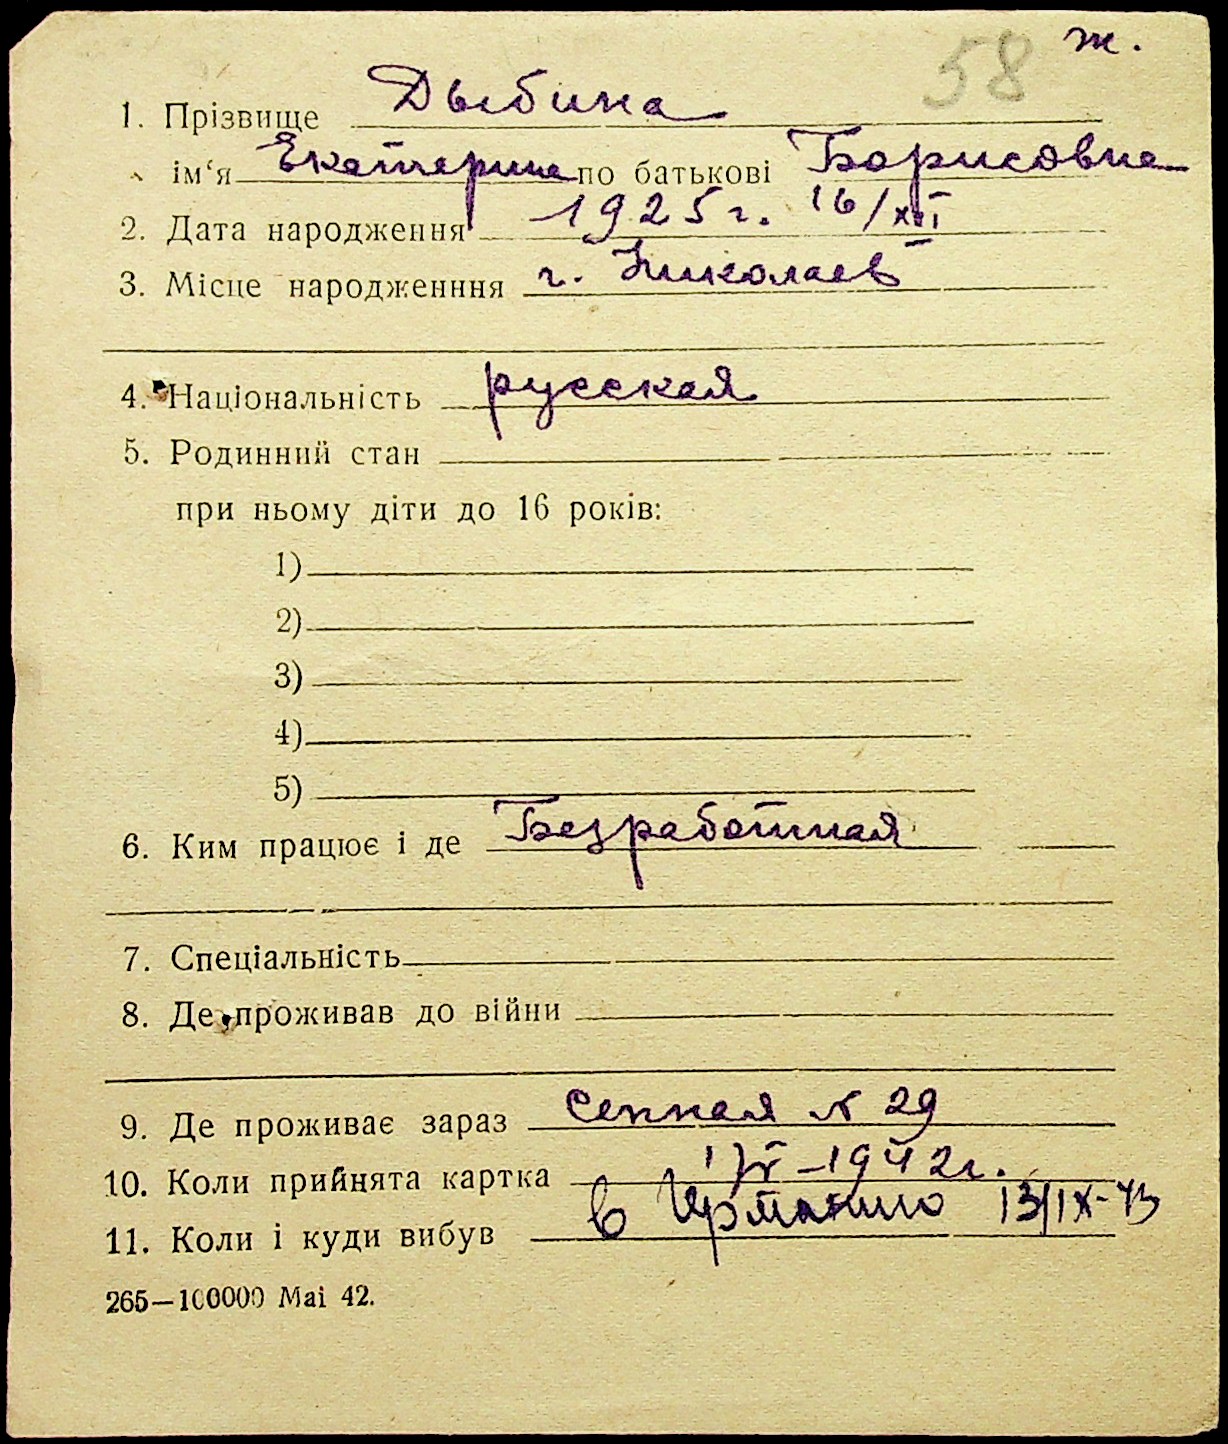 58 ж.
1. Прізвище Дыбина
ім‘я Екатерина по батькові Борисовна
2. Дата народження 1925 г. 16/XII
3. Місце народженння г. Николаев
4. Національність русская
5. Родинний стан
при ньому діти до 16 років:
1)
2)
3)
4)
5)
6. Ким працює і де Безработная
7. Спеціальність
8. Де проживав до війни
9. Де проживає зараз Сенная № 29
10. Коли прийнята картка 1942 г.
11. Коли і куди вибув в Германию 13/IX-43
265—100000 Mai 42.